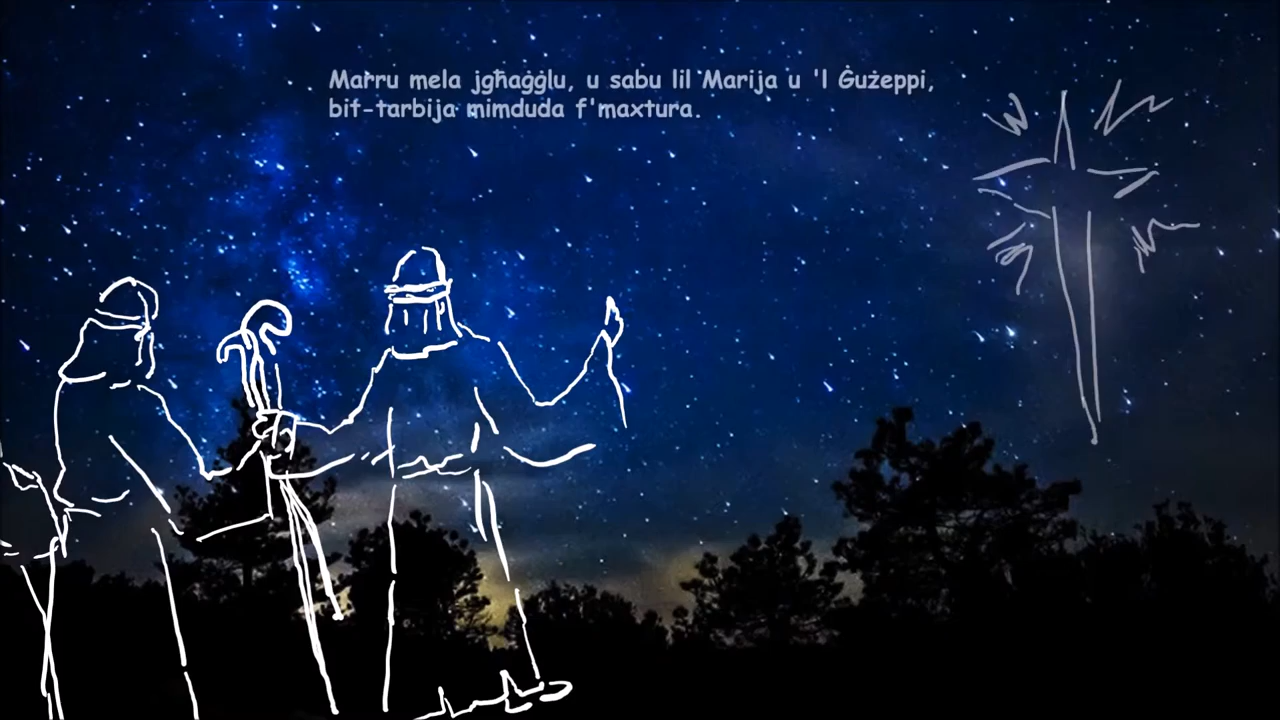 Marru mela jgħaġġlu, u sabu lil Marija u 'l Ġużeppi,
bit-tarbija mimduda f'maxtura.